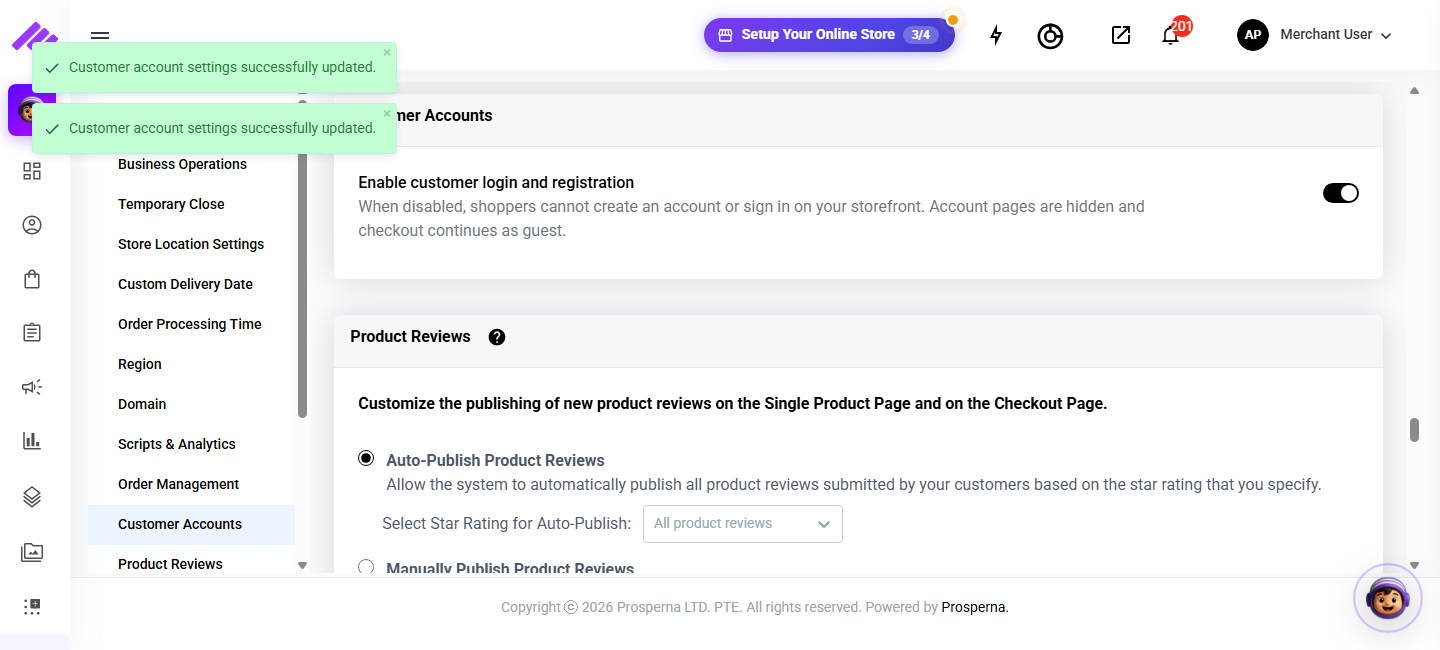 Setup Your Online Store 3/4
201
AP Merchant User
× Customer account settings successfully updated.
× Customer account settings successfully updated.
Business Operations
Temporary Close
Store Location Settings
Custom Delivery Date
Order Processing Time
Region
Domain
Scripts & Analytics
Order Management
Customer Accounts
Product Reviews
mer Accounts
Enable customer login and registration
When disabled, shoppers cannot create an account or sign in on your storefront. Account pages are hidden and
checkout continues as guest.
Product Reviews ?
Customize the publishing of new product reviews on the Single Product Page and on the Checkout Page.
Auto-Publish Product Reviews
Allow the system to automatically publish all product reviews submitted by your customers based on the star rating that you specify.
Select Star Rating for Auto-Publish: All product reviews
Manually Publish Product Reviews
Copyright © 2026 Prosperna LTD. PTE. All rights reserved. Powered by Prosperna.